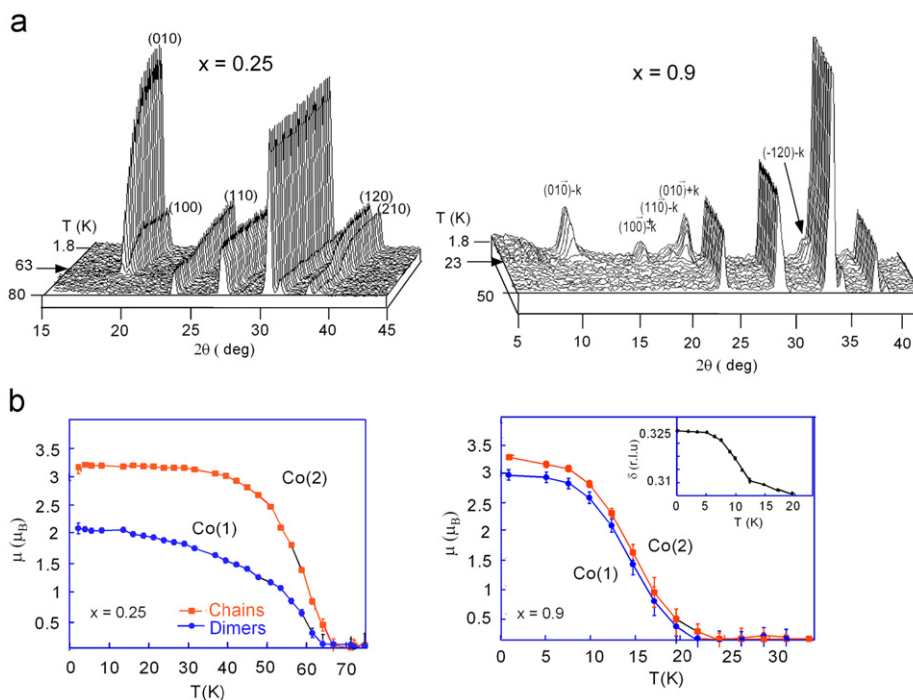 a
x = 0.25
(010)
(100)
(110)
(120)
(210)
T (K)
1.8
63
80
15
20
25
30
35
40
45
2θ ( deg)
x = 0.9
(010)-k
(100)+k
(110)-k
(010)+k
(-120)-k
T (K)
1.8
23
50
5
10
15
20
25
30
35
40
2θ ( deg)
b
3.5
3
2.5
2
1.5
1
0.5
μ (μB)
Co(2)
Co(1)
x = 0.25
Chains
Dimers
0
10
20
30
40
50
60
70
T(K)
3.5
3
2.5
2
1.5
1
0.5
μ (μB)
Co(2)
Co(1)
x = 0.9
0
5
10
15
20
25
30
T(K)
0.325
0.31
δ (r.l.u)
0
5
10
15
20
T (K)